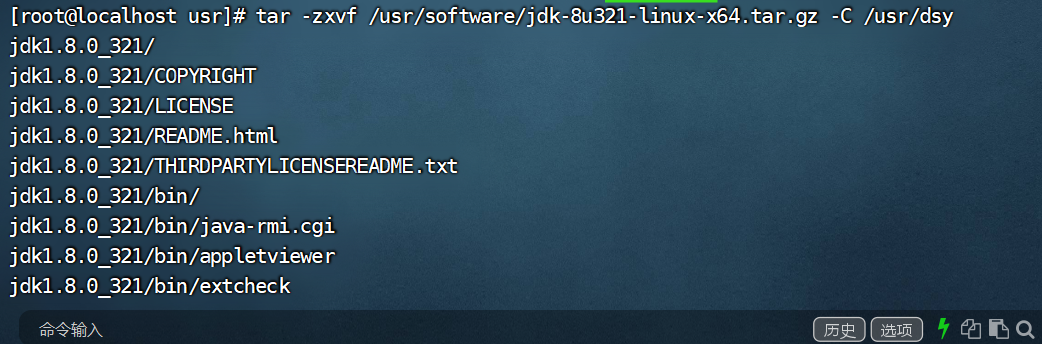 [root@localhost usr]# tar -zxvf /usr/software/jdk-8u321-linux-x64.tar.gz -C /usr/dsy
jdk1.8.0_321/
jdk1.8.0_321/COPYRIGHT
jdk1.8.0_321/LICENSE
jdk1.8.0_321/README.html
jdk1.8.0_321/THIRDPARTYLICENSEREADME.txt
jdk1.8.0_321/bin/
jdk1.8.0_321/bin/java-rmi.cgi
jdk1.8.0_321/bin/appletviewer
jdk1.8.0_321/bin/extcheck
命令输入 历史 选项